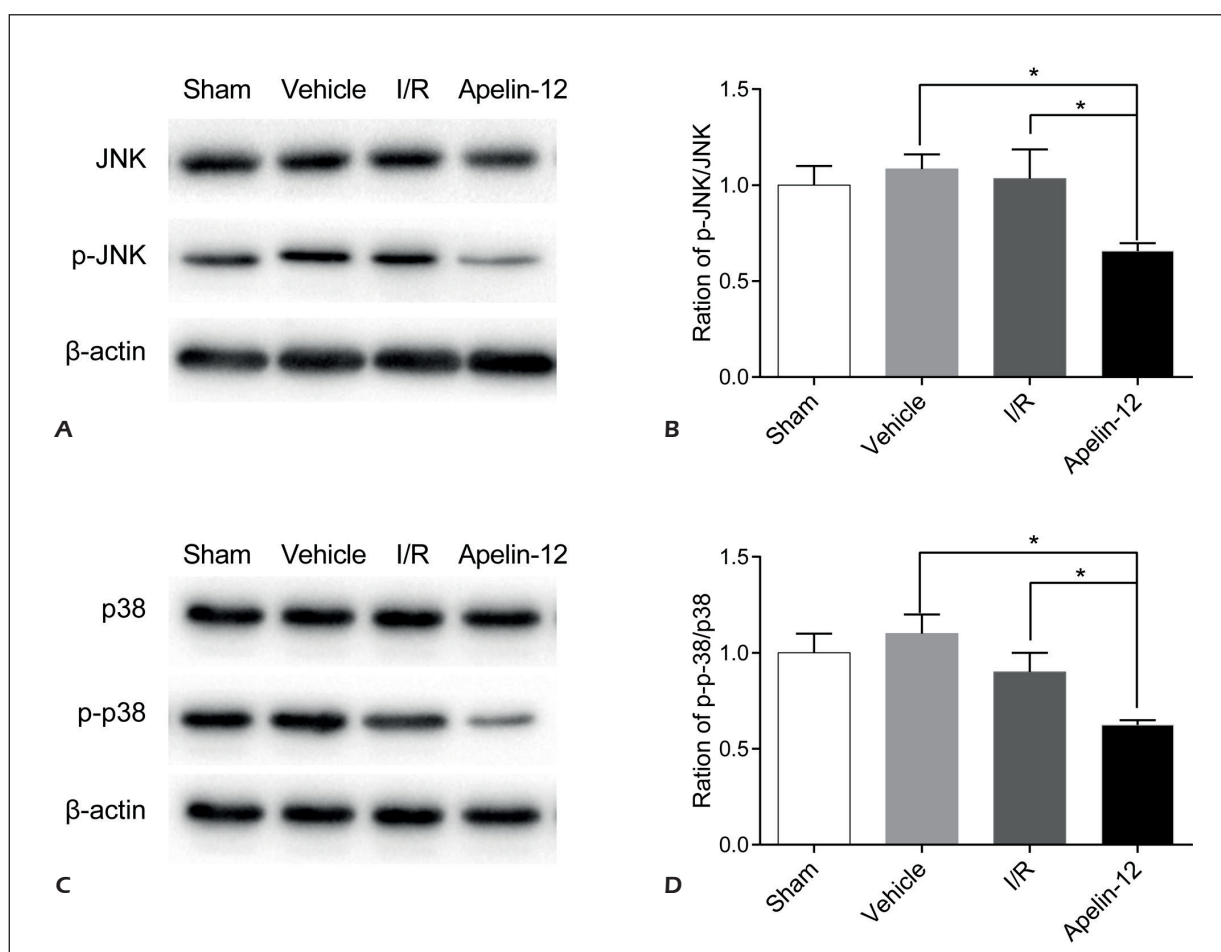 Sham Vehicle I/R Apelin-12
JNK
p-JNK
β-actin
A
*
*
Ration of p-JNK/JNK
1.5
1.0
0.5
0.0
Sham
Vehicle
I/R
Apelin-12
B
Sham Vehicle I/R Apelin-12
p38
p-p38
β-actin
C
*
*
Ration of p-p-38/p38
1.5
1.0
0.5
0.0
Sham
Vehicle
I/R
Apelin-12
D